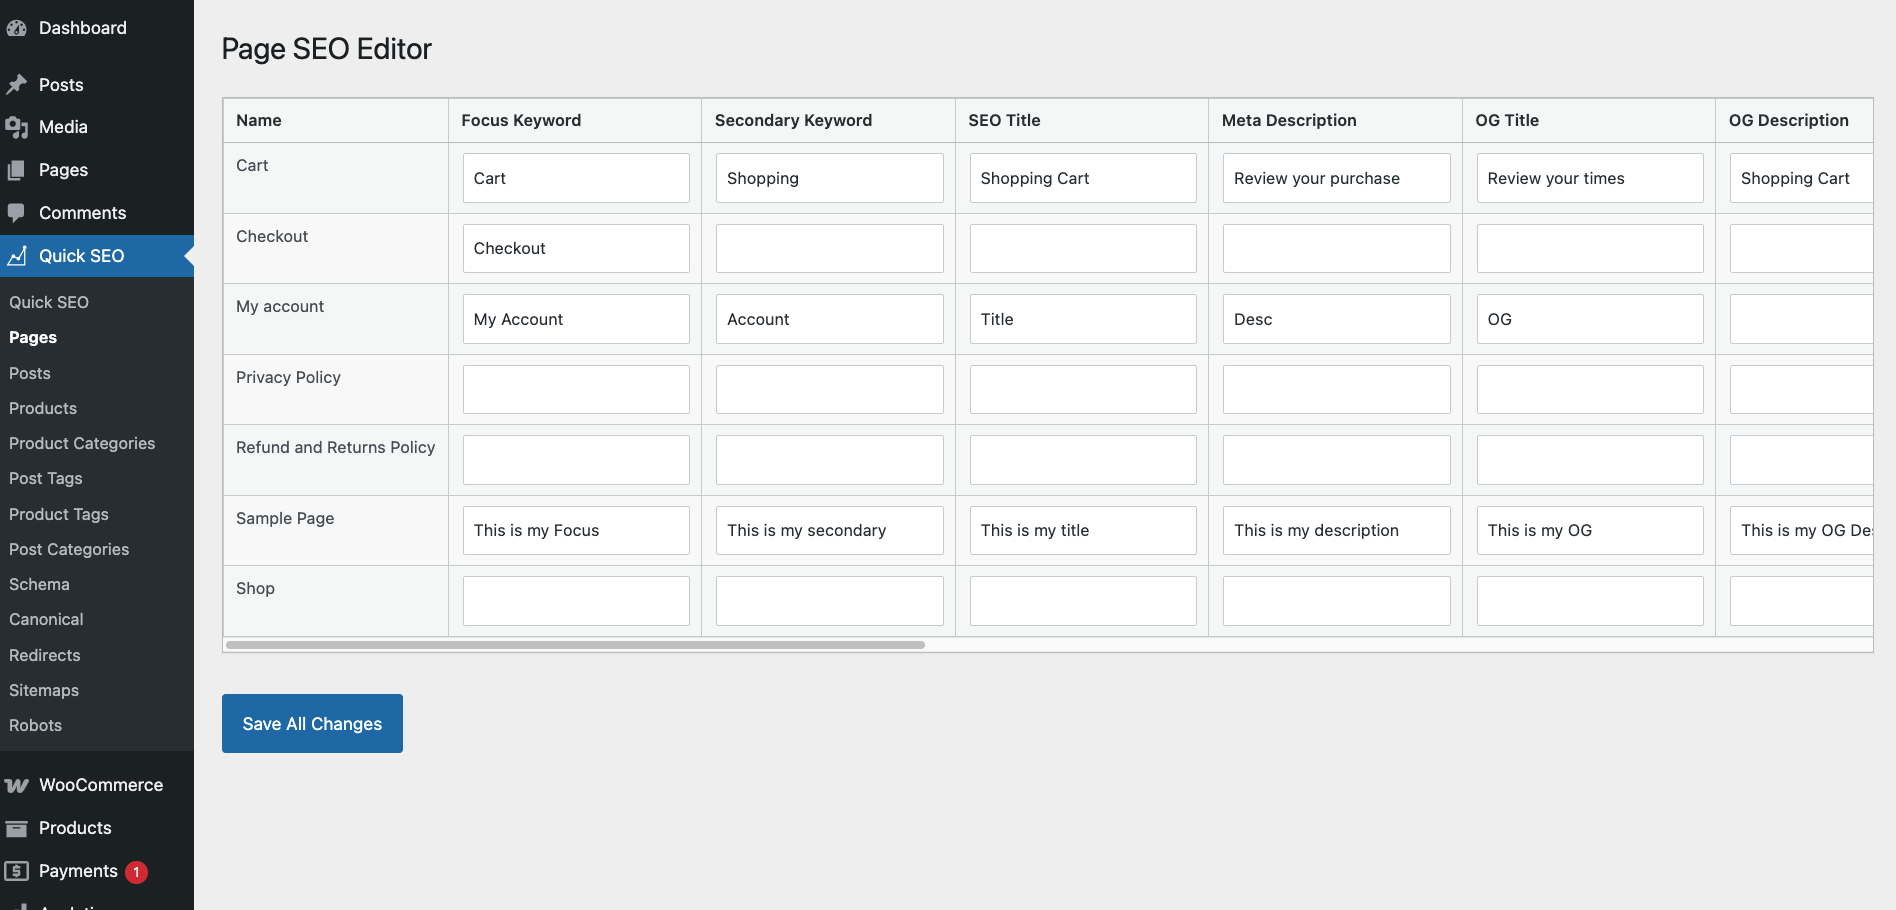 Dashboard
Posts
Media
Pages
Comments
Quick SEO
Quick SEO
Pages
Posts
Products
Product Categories
Post Tags
Product Tags
Post Categories
Schema
Canonical
Redirects
Sitemaps
Robots
WooCommerce
Products
Payments 1
Page SEO Editor
Name Focus Keyword Secondary Keyword SEO Title Meta Description OG Title OG Description
Cart Cart Shopping Shopping Cart Review your purchase Review your times Shopping Cart
Checkout Checkout
My account My Account Account Title Desc OG
Privacy Policy
Refund and Returns Policy
Sample Page This is my Focus This is my secondary This is my title This is my description This is my OG This is my OG
Shop
Save All Changes